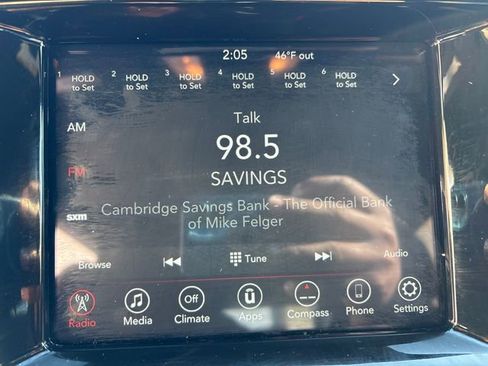 2:05 46°F out
1 HOLD to Set 2 HOLD to Set 3 HOLD to Set 4 HOLD to Set 5 HOLD to Set 6 HOLD to Set
AM
Talk
98.5
FM
SAVINGS
sxm
Cambridge Savings Bank - The Official Bank
of Mike Felger
Browse Tune Audio
Off
Radio Media Climate Apps Compass Phone Settings